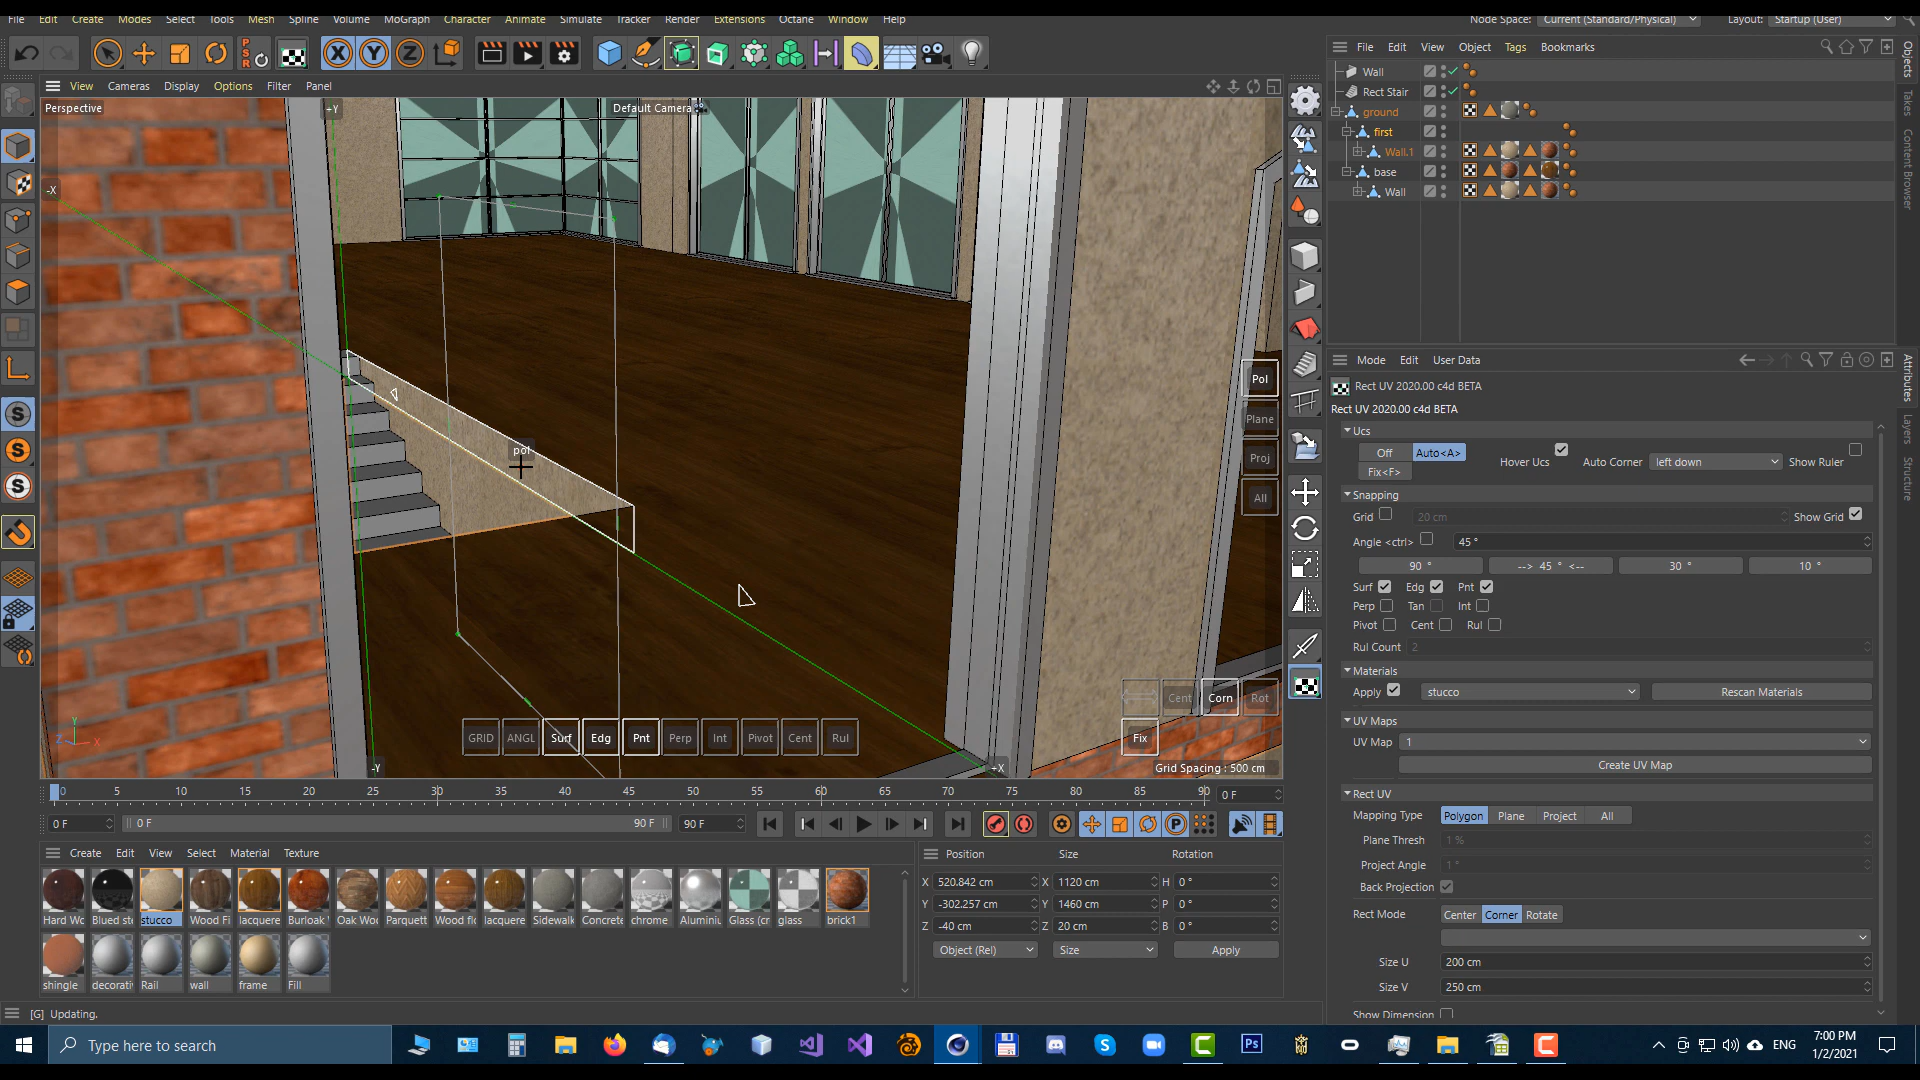 File Edit Create Modes Select Tools Mesh Spline Volume MoGraph Character Animate Simulate Tracker Render Extensions Octane Window Help
Node Space: Current (Standard/Physical) Layout: Startup (User)
View Cameras Display Options Filter Panel
Perspective
Default Camera
+Y
-X
pol
-Y
+X
Y
Z X
Pol
Plane
Proj
All
Cent Corn Rot
Fix
GRID ANGL Surf Edg Pnt Perp Int Pivot Cent Rul
Grid Spacing : 500 cm
0 5 10 15 20 25 30 35 40 45 50 55 60 65 70 75 80 85 90 0 F
0 F 0 F 90 F 90 F
Create Edit View Select Material Texture
Hard Wo Blued ste stucco Wood Fi lacquere Burloak Oak Woo Parquett Wood flo lacquere Sidewalk Concrete chrome Aluminiu Glass (cr glass brick1
shingle decorativ Rail wall frame Fill
Position Size Rotation
X 520.842 cm X 1120 cm H 0 °
Y -302.257 cm Y 1460 cm P 0 °
Z -40 cm Z 20 cm B 0 °
Object (Rel) Size Apply
[G] Updating.
File Edit View Object Tags Bookmarks
Wall
Rect Stair
ground
first
Wall.1
base
Wall
Objects
Takes
Content Browser
Mode Edit User Data
Attributes
Layers
Structure
Rect UV 2020.00 c4d BETA
Rect UV 2020.00 c4d BETA
Ucs
Off Auto<A> Fix<F> Hover Ucs Auto Corner left down Show Ruler
Snapping
Grid 20 cm Show Grid
Angle <ctrl> 45 °
90 ° --> 45 ° <-- 30 ° 10 °
Surf Edg Pnt
Perp Tan Int
Pivot Cent Rul
Rul Count 2
Materials
Apply stucco Rescan Materials
UV Maps
UV Map 1
Create UV Map
Rect UV
Mapping Type Polygon Plane Project All
Plane Thresh 1 %
Project Angle 1 °
Back Projection
Rect Mode Center Corner Rotate
Size U 200 cm
Size V 250 cm
Show Dimension
Type here to search
ENG
7:00 PM
1/2/2021